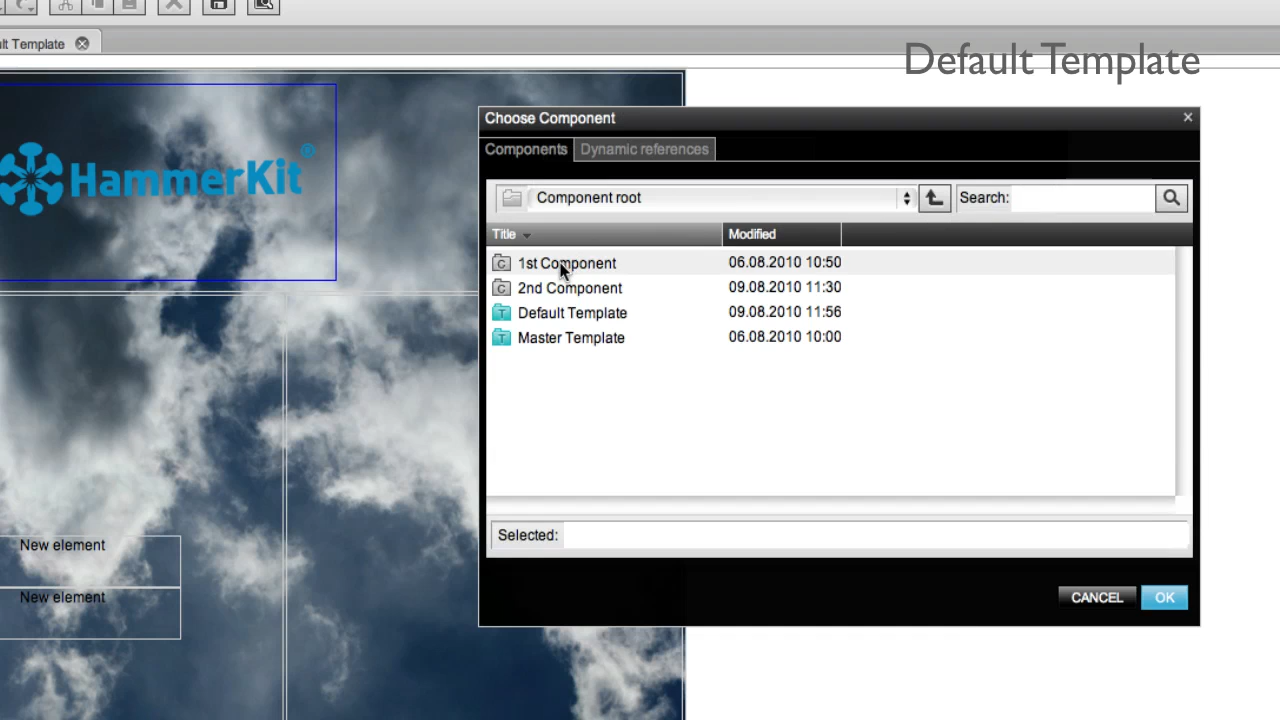 lt Template
Default Template
HammerKit®
New element
New element
Choose Component
Components Dynamic references
Component root Search:
Title Modified
1st Component 06.08.2010 10:50
2nd Component 09.08.2010 11:30
Default Template 09.08.2010 11:56
Master Template 06.08.2010 10:00
Selected:
CANCEL OK